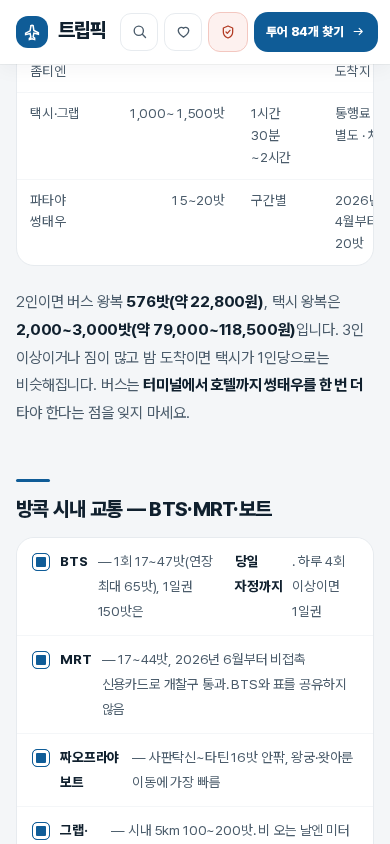 트립픽
투어 84개 찾기 →
좀티엔 도착지
택시·그랩 1,000~1,500밧 1시간 통행료
30분 별도 ·
~2시간
파타야 15~20밧 구간별
썽태우 4월부터
20밧
2인이면 버스 왕복 576밧(약 22,800원), 택시 왕복은
2,000~3,000밧(약 79,000~118,500원)입니다. 3인
이상이거나 짐이 많고 밤 도착이면 택시가 1인당으로는
비슷해집니다. 버스는 터미널에서 호텔까지 썽태우를 한 번 더
타야 한다는 점을 잊지 마세요.
방콕 시내 교통 — BTS·MRT·보트
BTS — 1회 17~47밧(연장 당일 . 하루 4회
최대 65밧), 1일권 자정까지 이상이면
150밧은 1일권
MRT — 17~44밧, 2026년 6월부터 비접촉
신용카드로 개찰구 통과. BTS와 표를 공유하지
않음
짜오프라야 — 사판탁신~타띤 16밧 안팎, 왕궁·왓아룬
보트 이동에 가장 빠름
그랩· — 시내 5km 100~200밧. 비 오는 날엔 미터